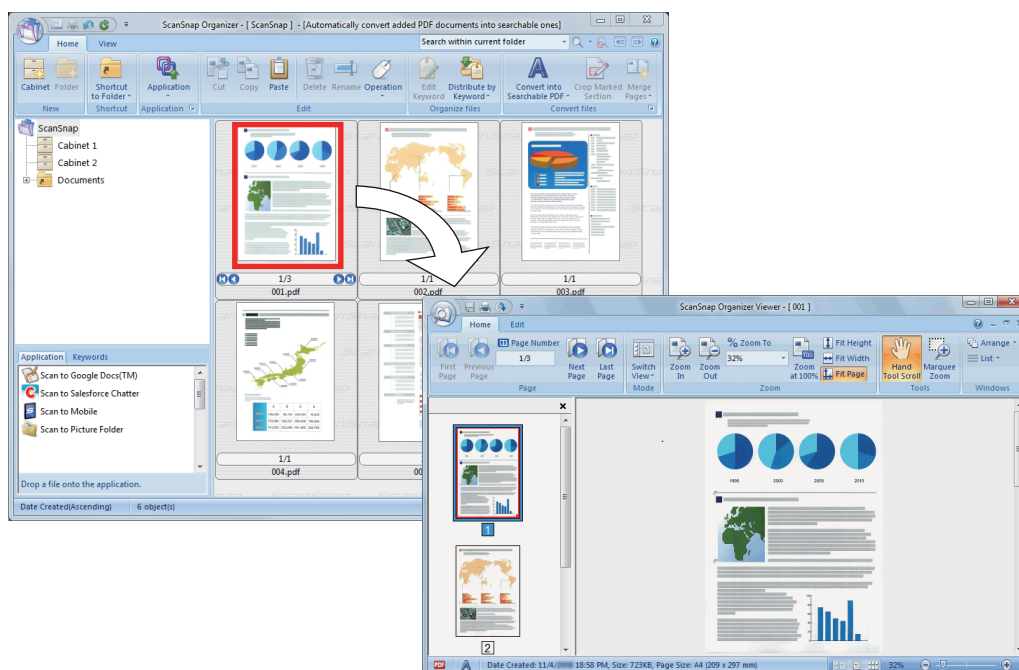 ScanSnap Organizer - [ ScanSnap ] - [Automatically convert added PDF documents into searchable ones]
Home View
Search within current folder
Cabinet Folder Shortcut to Folder Application Cut Copy Paste Delete Rename Operation Edit Keyword Distribute by Keyword Convert into Searchable PDF Crop Marked Section Merge Pages
New Shortcut Application Edit Organize files Convert files
ScanSnap
Cabinet 1
Cabinet 2
Documents
1/3
001.pdf
1/1
002.pdf
1/1
003.pdf
1/1
004.pdf
Application Keywords
Scan to Google Docs(TM)
Scan to Salesforce Chatter
Scan to Mobile
Scan to Picture Folder
Drop a file onto the application.
Date Created(Ascending) 6 object(s)
ScanSnap Organizer Viewer - [ 001 ]
Home Edit
First Page Previous Page Page Number 1/3 Next Page Last Page Switch View Zoom In Zoom Out % Zoom To 32% Zoom at 100% Fit Height Fit Width Fit Page Hand Tool Scroll Marquee Zoom Arrange List
Page Mode Zoom Tools Windows
1
2
1990 2000 2005 2010
Date Created: 11/4/ 18:58 PM, Size: 723KB, Page Size: A4 (209 x 297 mm)
32%